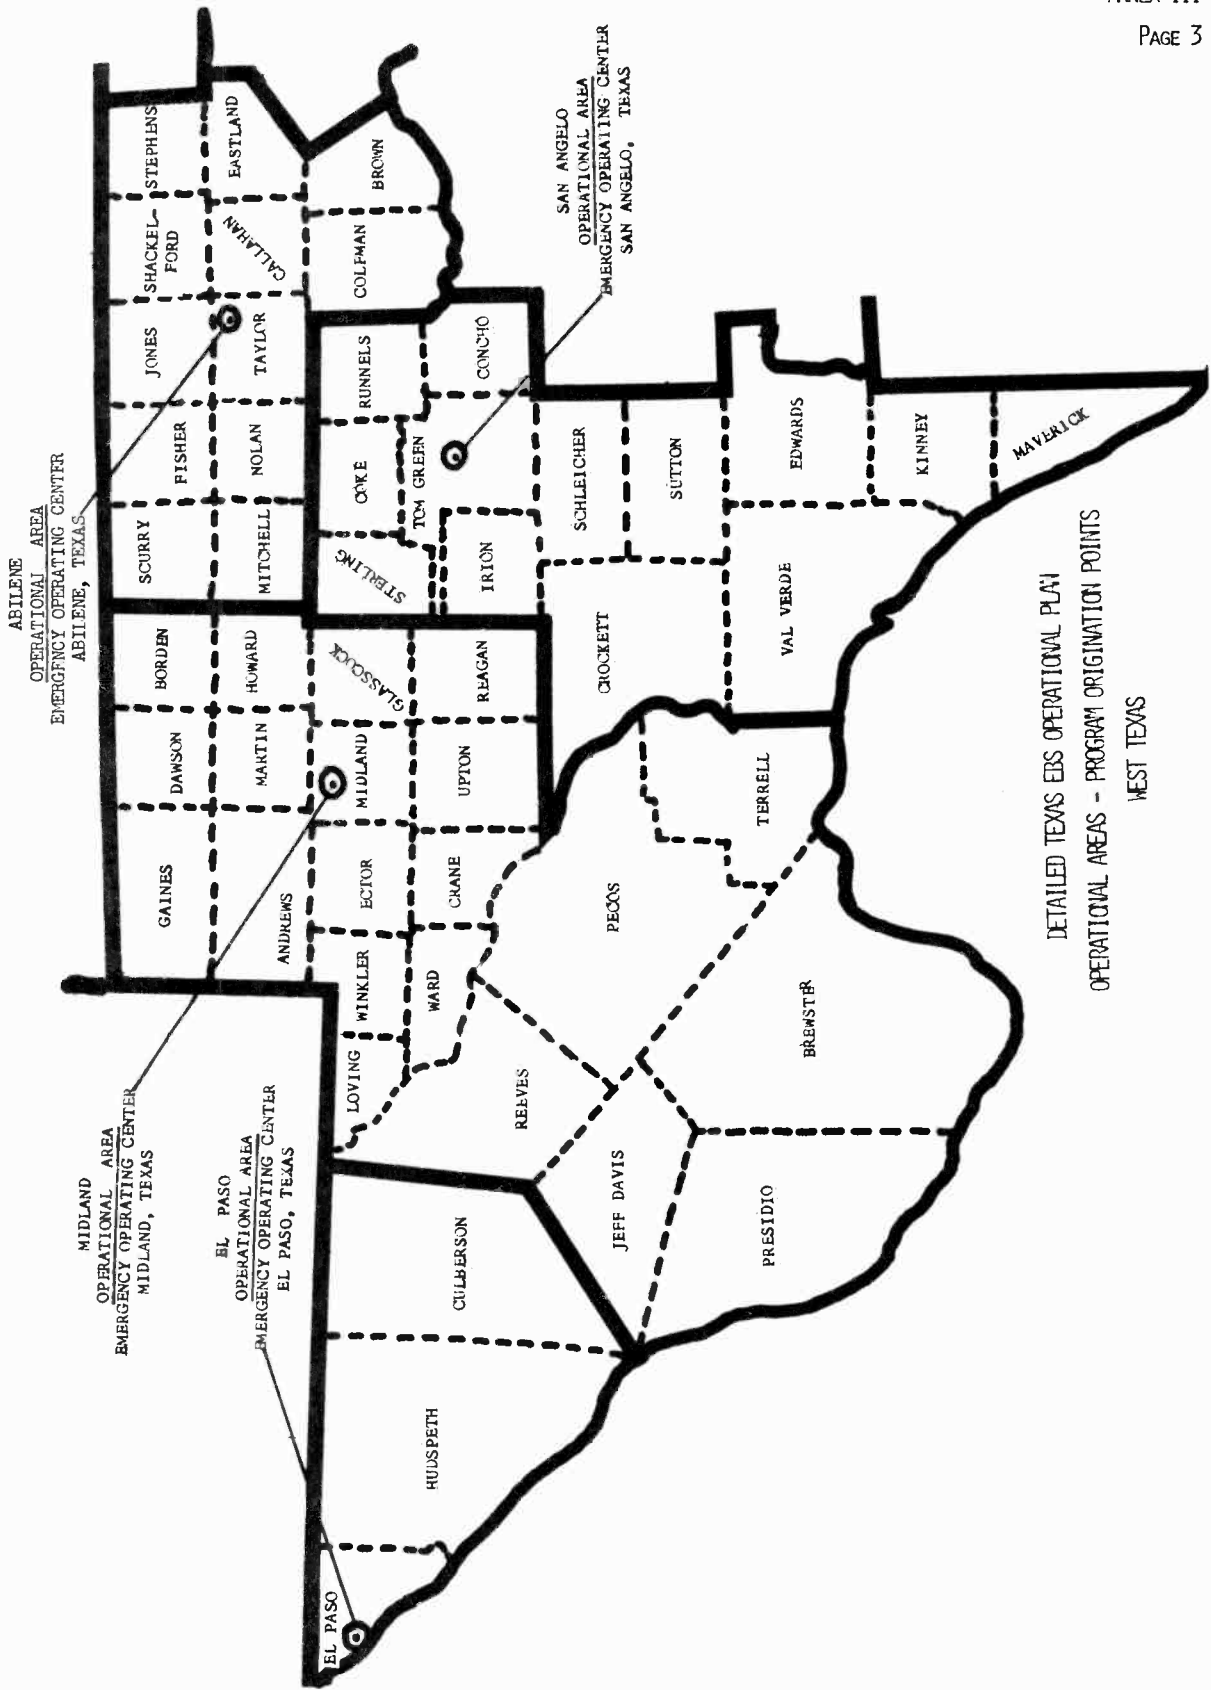 PAGE 3
ABILENE
OPERATIONAL AREA
EMERGENCY OPERATING CENTER
ABILENE, TEXAS
MIDLAND
OPERATIONAL AREA
EMERGENCY OPERATING CENTER
MIDLAND, TEXAS
EL PASO
OPERATIONAL AREA
EMERGENCY OPERATING CENTER
EL PASO, TEXAS
SAN ANGELO
OPERATIONAL AREA
EMERGENCY OPERATING CENTER
SAN ANGELO, TEXAS
GAINES
DAWSON
BORDEN
SCURRY
FISHER
JONES
SHACKEL-
FORD
STEPHENS
ANDREWS
MARTIN
HOWARD
MITCHELL
NOLAN
TAYLOR
CALLAHAN
EASTLAND
LOVING
WINKLER
ECTOR
MIDLAND
GLASSCOCK
STERLING
COKE
RUNNELS
COLEMAN
BROWN
WARD
CRANE
UPTON
REAGAN
IRION
TOM GREEN
CONCHO
EL PASO
HUDSPETH
CULBERSON
REEVES
PECOS
CROCKETT
SCHLEICHER
SUTTON
JEFF DAVIS
PRESIDIO
BREWSTER
TERRELL
VAL VERDE
EDWARDS
KINNEY
MAVERICK
DETAILED TEXAS EBS OPERATIONAL PLAN
OPERATIONAL AREAS - PROGRAM ORIGINATION POINTS
WEST TEXAS